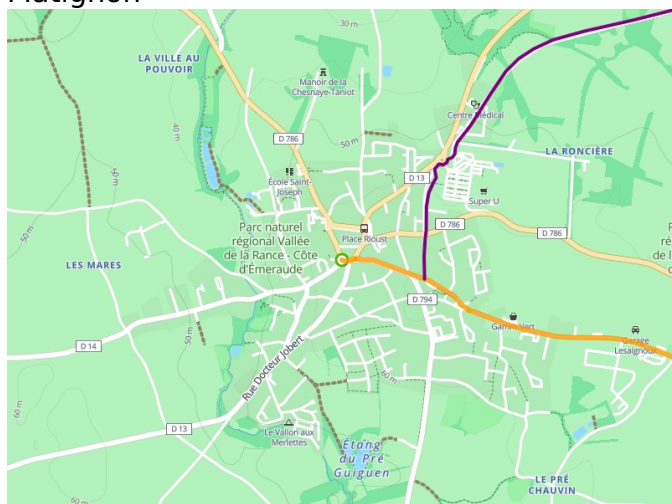 Matignon
30 m
LA VILLE AU
POUVOIR
Manoir de la
Chesnaye-Taniot
40 m
Centre Médical
D 786
50 m
LA RONCIÈRE
École Saint-
Joseph
D 13
Super U
Parc naturel
régional Vallée
de la Rance - Côte
d'Émeraude
Place Rioust
D 786
D 786
50 m
LES MARES
D 794
Gamm Vert
50 m
D 14
Rue Docteur Jobert
Garage
Lesaignoux
60 m
60 m
D 13
Le Vallon aux
Merlettes
Étang
du Pré
Guiguen
60 m
LE PRÉ
CHAUVIN